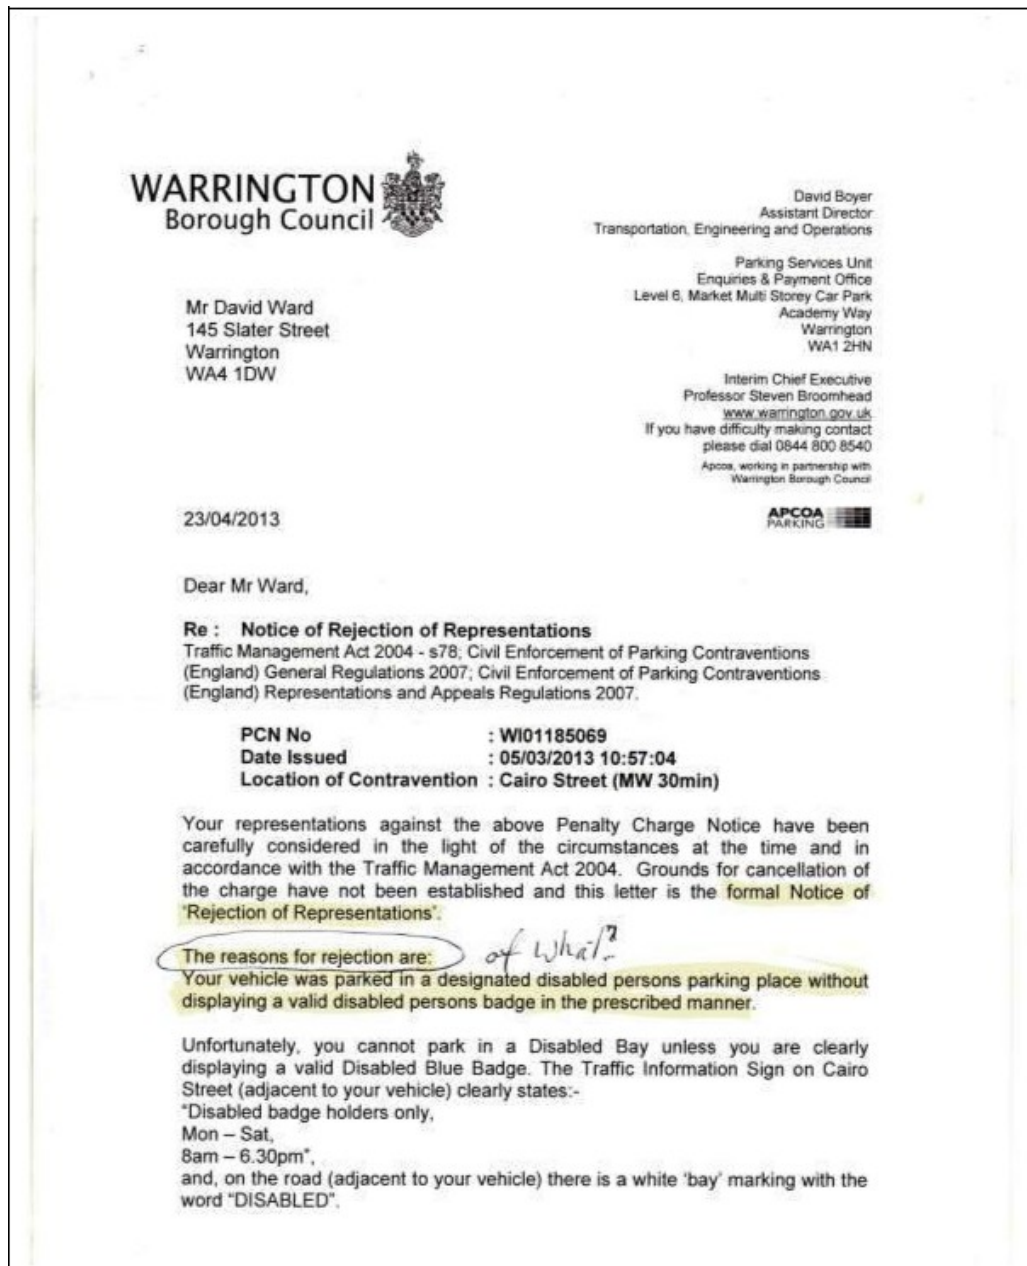 WARRINGTON
Borough Council
David Boyer
Assistant Director
Transportation, Engineering and Operations
Parking Services Unit
Enquiries & Payment Office
Level 6, Market Multi Storey Car Park
Academy Way
Warrington
WA1 2HN
Mr David Ward
145 Slater Street
Warrington
WA4 1DW
Interim Chief Executive
Professor Steven Broomhead
www.warrington.gov.uk
If you have difficulty making contact
please dial 0844 800 8540
Apcoa, working in partnership with
Warrington Borough Council
APCOA
PARKING
23/04/2013
Dear Mr Ward,
Re : Notice of Rejection of Representations
Traffic Management Act 2004 - s78; Civil Enforcement of Parking Contraventions
(England) General Regulations 2007; Civil Enforcement of Parking Contraventions
(England) Representations and Appeals Regulations 2007.
PCN No : WI01185069
Date Issued : 05/03/2013 10:57:04
Location of Contravention : Cairo Street (MW 30min)
Your representations against the above Penalty Charge Notice have been
carefully considered in the light of the circumstances at the time and in
accordance with the Traffic Management Act 2004. Grounds for cancellation of
the charge have not been established and this letter is the formal Notice of
'Rejection of Representations'.
The reasons for rejection are: of what?
Your vehicle was parked in a designated disabled persons parking place without
displaying a valid disabled persons badge in the prescribed manner.
Unfortunately, you cannot park in a Disabled Bay unless you are clearly
displaying a valid Disabled Blue Badge. The Traffic Information Sign on Cairo
Street (adjacent to your vehicle) clearly states:-
"Disabled badge holders only,
Mon – Sat,
8am – 6.30pm",
and, on the road (adjacent to your vehicle) there is a white 'bay' marking with the
word "DISABLED".